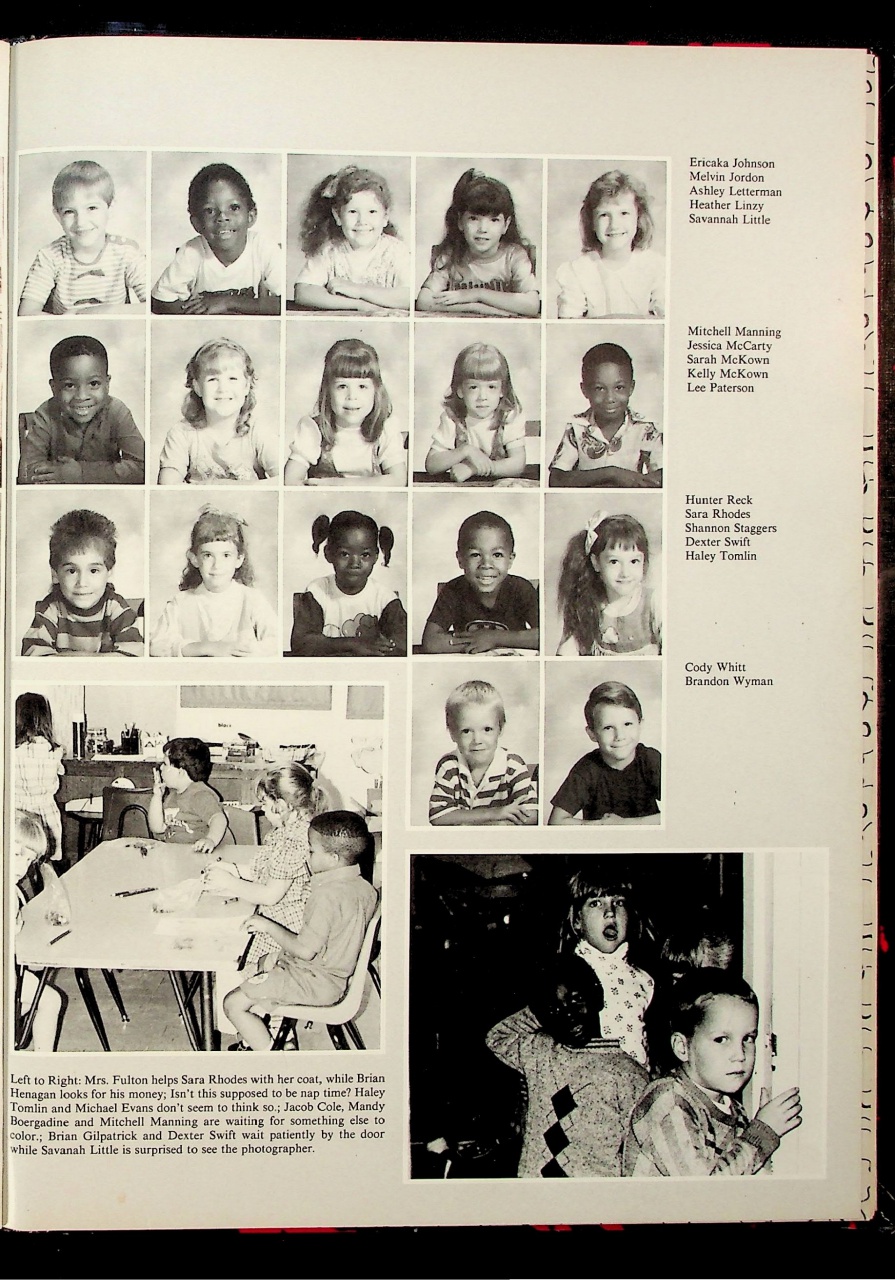 Ericaka Johnson
Melvin Jordon
Ashley Letterman
Heather Linzy
Savannah Little
Mitchell Manning
Jessica McCarty
Sarah McKown
Kelly McKown
Lee Paterson
Hunter Reck
Sara Rhodes
Shannon Staggers
Dexter Swift
Haley Tomlin
Cody Whitt
Brandon Wyman
Left to Right: Mrs. Fulton helps Sara Rhodes with her coat, while Brian
Henagan looks for his money; Isn't this supposed to be nap time? Haley
Tomlin and Michael Evans don't seem to think so.; Jacob Cole, Mandy
Boergadine and Mitchell Manning are waiting for something else to
color.; Brian Gilpatrick and Dexter Swift wait patiently by the door
while Savanah Little is surprised to see the photographer.